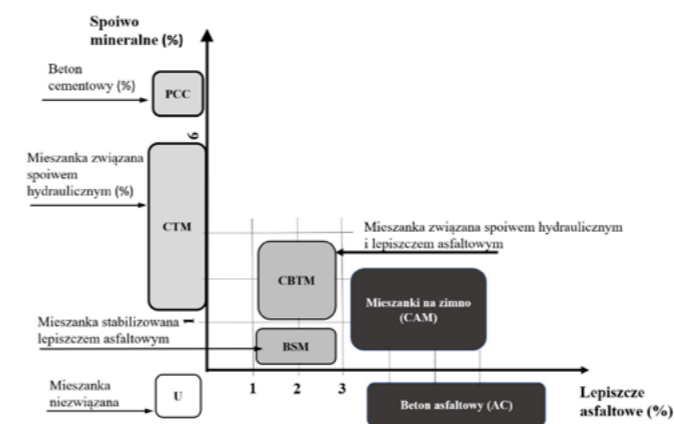 Spoiwo
mineralne (%)
Beton
cementowy (%)
PCC
6
Mieszanka związana
spoiwem
hydraulicznym (%)
CTM
Mieszanka związana spoiwem hydraulicznym
i lepiszczem asfaltowym
CBTM
Mieszanki na zimno
(CAM)
Mieszanka stabilizowana
lepiszczem asfaltowym
1
BSM
Mieszanka
niezwiązana
U
1 2 3
Beton asfaltowy (AC)
Lepiszcze
asfaltowe (%)